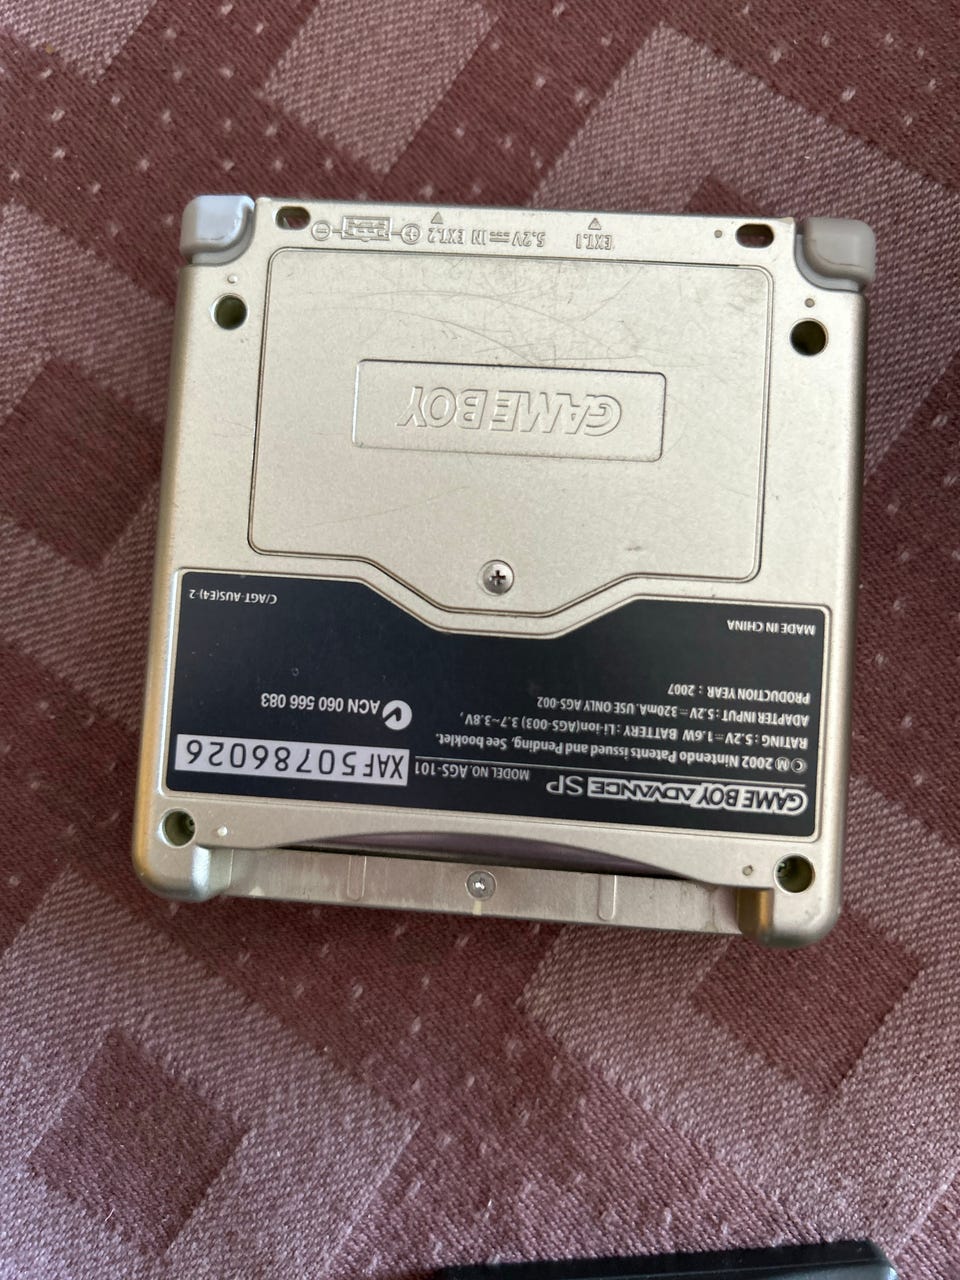 GAME BOY ADVANCE SP
MODEL NO. AGS-101
XAF50786026
© Ⓜ 2002 Nintendo Patents issued and Pending, See booklet.
RATING : 5.2V⎓1.6W BATTERY : Li-ion(AGS-003) 3.7~3.8V,
ADAPTER INPUT : 5.2V⎓320mA. USE ONLY AGS-002
PRODUCTION YEAR : 2007
ACN 060 566 083
MADE IN CHINA
C/AGT-AUS(E4)-2
GAME BOY
EXT.1
5.2V⎓IN EXT.2